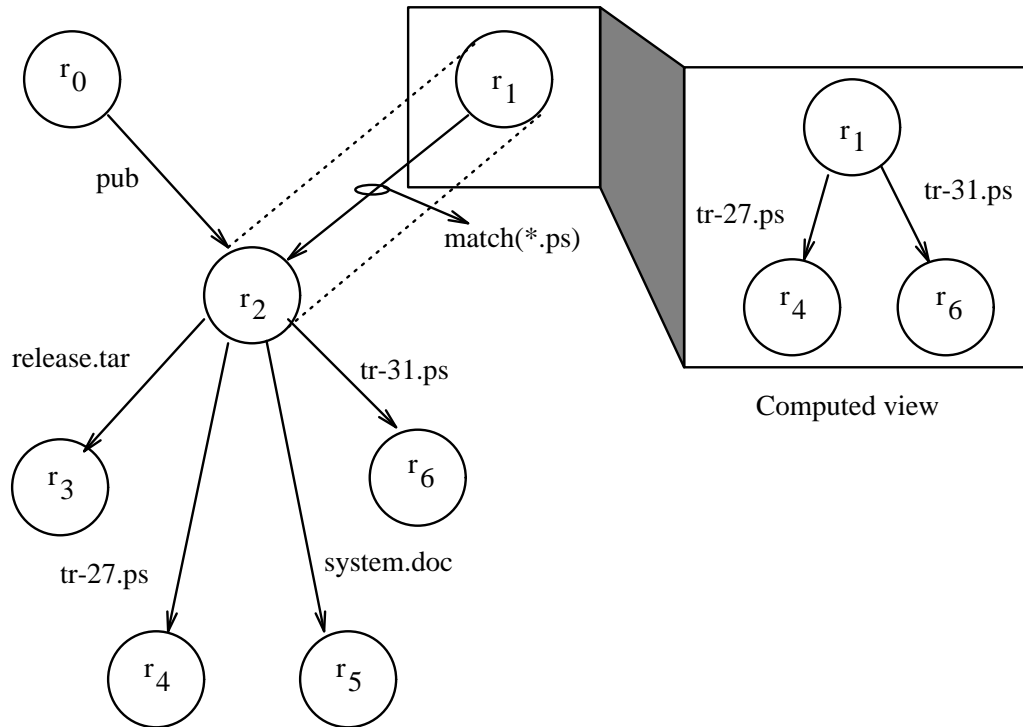 r0
r1
r1
pub
tr-27.ps
tr-31.ps
match(*.ps)
r2
r4
r6
release.tar
tr-31.ps
Computed view
r3
r6
tr-27.ps
system.doc
r4
r5